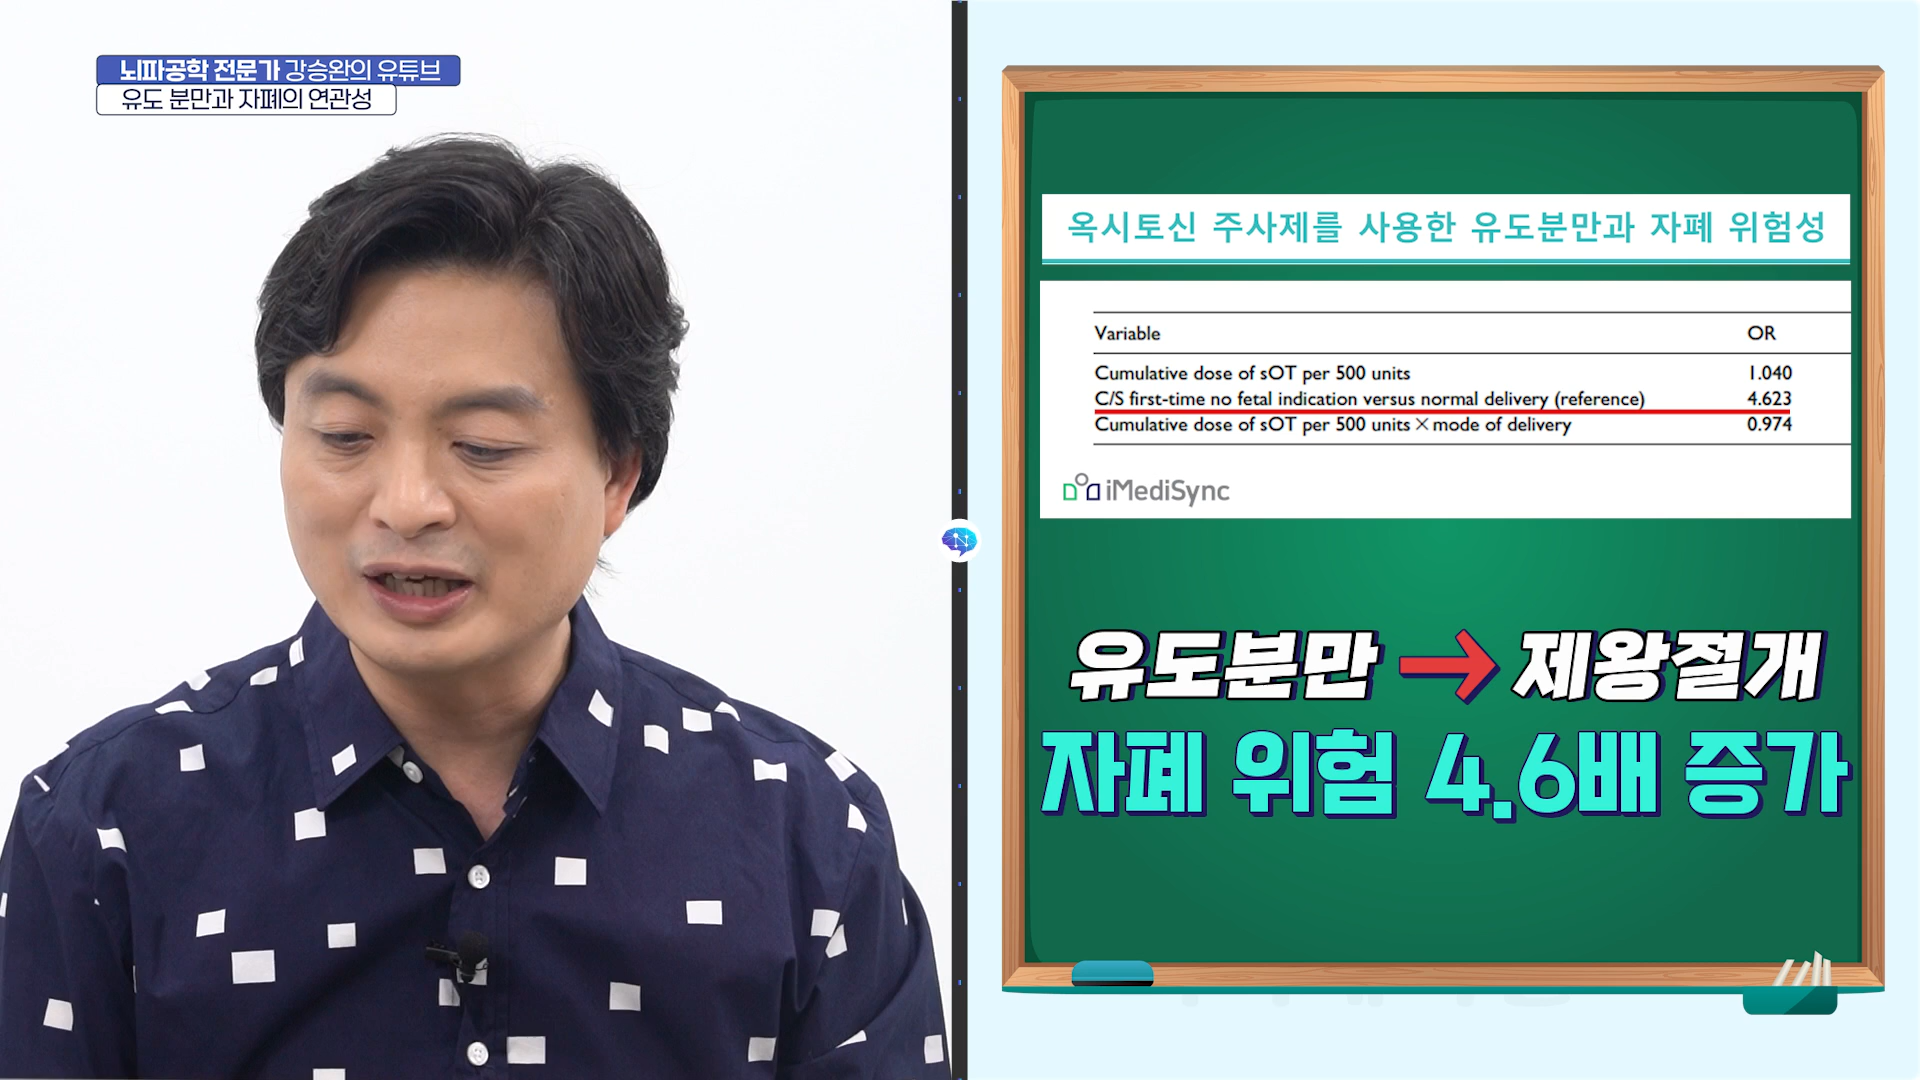 뇌파공학 전문가 강승완의 유튜브
유도 분만과 자폐의 연관성
옥시토신 주사제를 사용한 유도분만과 자폐 위험성
Variable OR
Cumulative dose of sOT per 500 units 1.040
C/S first-time no fetal indication versus normal delivery (reference) 4.623
Cumulative dose of sOT per 500 units × mode of delivery 0.974
iMediSync
유도분만 → 제왕절개
자폐 위험 4.6배 증가